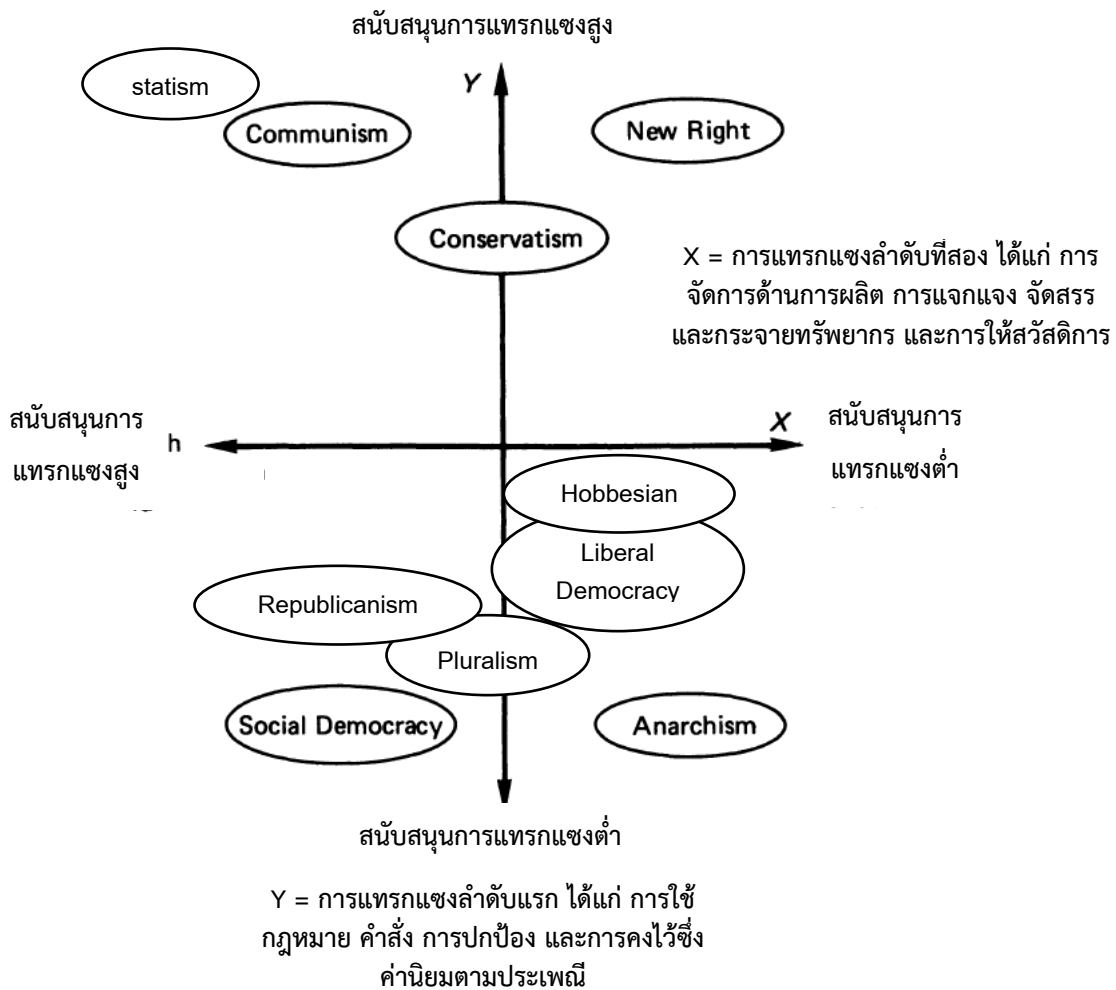 สนับสนุนการแทรกแซงสูง
Y
statism
Communism
New Right
Conservatism
X = การแทรกแซงลำดับที่สอง ได้แก่ การ
จัดการด้านการผลิต การแจกแจง จัดสรร
และกระจายทรัพยากร และการให้สวัสดิการ
สนับสนุนการ
แทรกแซงสูง
h
X
สนับสนุนการ
แทรกแซงต่ำ
Hobbesian
Liberal
Democracy
Republicanism
Pluralism
Social Democracy
Anarchism
สนับสนุนการแทรกแซงต่ำ
Y = การแทรกแซงลำดับแรก ได้แก่ การใช้
กฎหมาย คำสั่ง การปกป้อง และการคงไว้ซึ่ง
ค่านิยมตามประเพณี